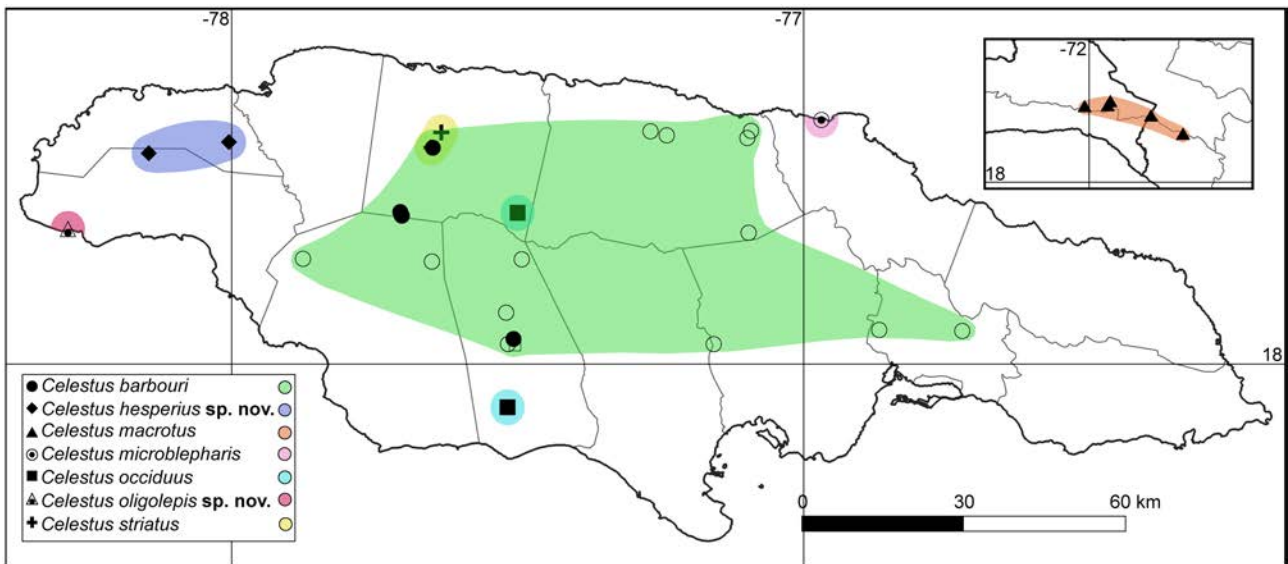 -78
-77
-72
18
18
Celestus barbouri
Celestus hesperius sp. nov.
Celestus macrotus
Celestus microblepharis
Celestus occiduus
Celestus oligolepis sp. nov.
Celestus striatus
0 30 60 km